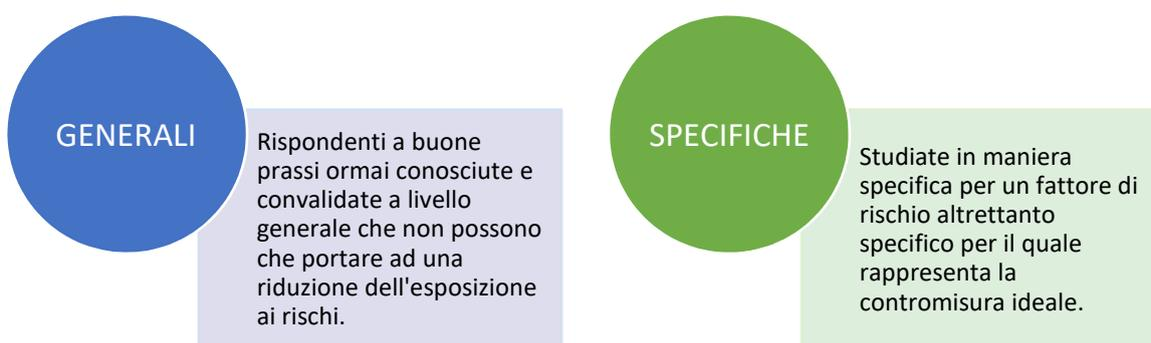 GENERALI
Rispondenti a buone
prassi ormai conosciute e
convalidate a livello
generale che non possono
che portare ad una
riduzione dell'esposizione
ai rischi.
SPECIFICHE
Studiate in maniera
specifica per un fattore di
rischio altrettanto
specifico per il quale
rappresenta la
contromisura ideale.